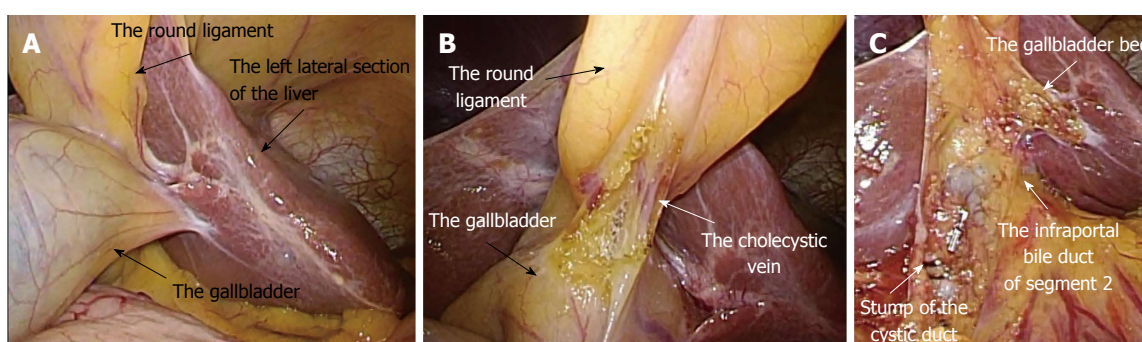 A
The round ligament
The left lateral section
of the liver
The gallbladder
B
The round
ligament
The gallbladder
The cholecystic
vein
C
The gallbladder bed
The infraportal
bile duct
of segment 2
Stump of the
cystic duct